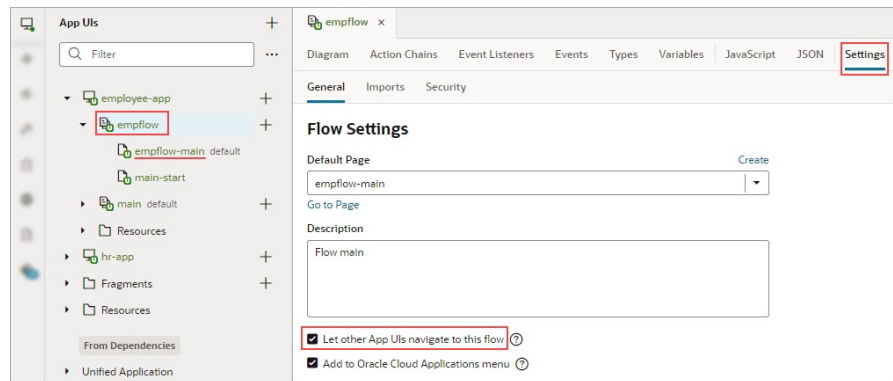 App UIs
Filter
employee-app
empflow
empflow-main default
main-start
main default
Resources
hr-app
Fragments
Resources
From Dependencies
Unified Application
empflow ×
Diagram Action Chains Event Listeners Events Types Variables JavaScript JSON Settings
General Imports Security
Flow Settings
Default Page Create
empflow-main
Go to Page
Description
Flow main
Let other App UIs navigate to this flow
Add to Oracle Cloud Applications menu